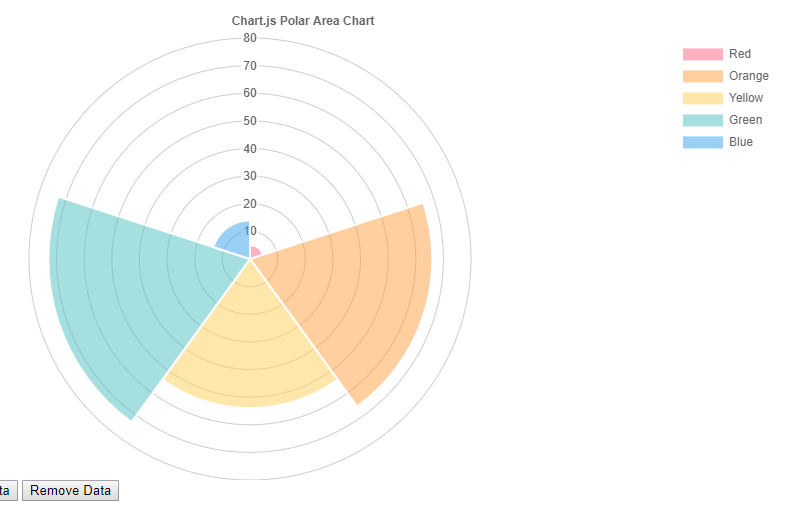 Chart.js Polar Area Chart
80
70
60
50
40
30
20
10
Red
Orange
Yellow
Green
Blue
ta
Remove Data